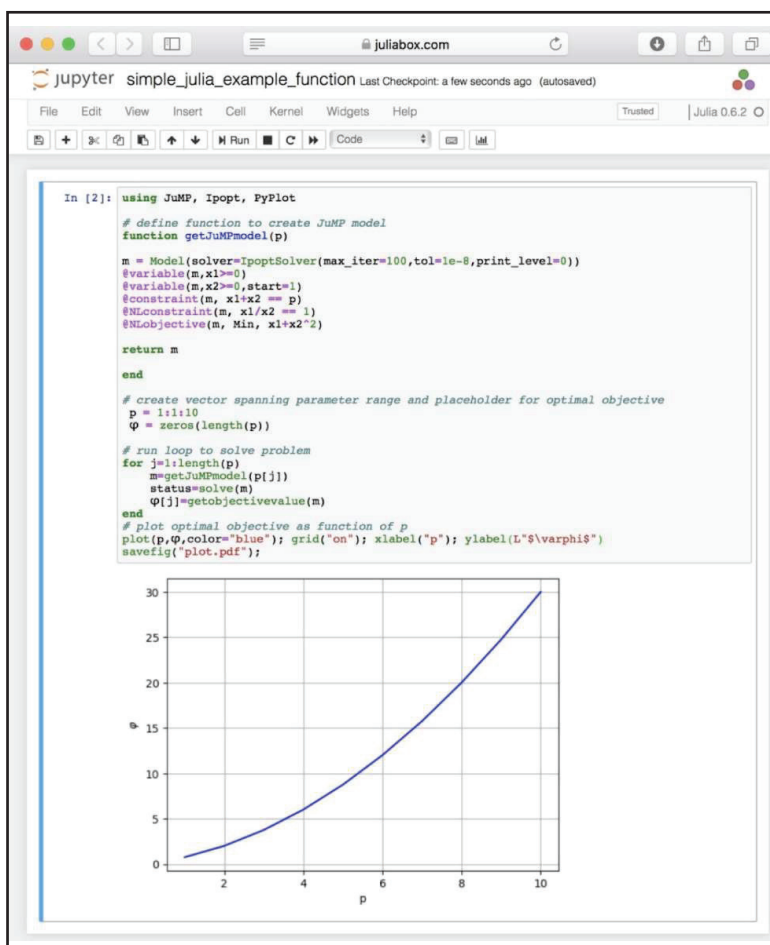 juliabox.com
jupyter simple_julia_example_function Last Checkpoint: a few seconds ago (autosaved)
File Edit View Insert Cell Kernel Widgets Help Trusted Julia 0.6.2
Run Code
In [2]: using JuMP, Ipopt, PyPlot
# define function to create JuMP model
function getJuMPmodel(p)
m = Model(solver=IpoptSolver(max_iter=100,tol=1e-8,print_level=0))
@variable(m,x1>=0)
@variable(m,x2>=0,start=1)
@constraint(m, x1+x2 == p)
@NLconstraint(m, x1/x2 == 1)
@NLobjective(m, Min, x1+x2^2)
return m
end
# create vector spanning parameter range and placeholder for optimal objective
p = 1:1:10
φ = zeros(length(p))
# run loop to solve problem
for j=1:length(p)
m=getJuMPmodel(p[j])
status=solve(m)
φ[j]=getobjectivevalue(m)
end
# plot optimal objective as function of p
plot(p,φ,color="blue"); grid("on"); xlabel("p"); ylabel(L"$\varphi$")
savefig("plot.pdf");
30
25
20
φ 15
10
5
0
2 4 6 8 10
p